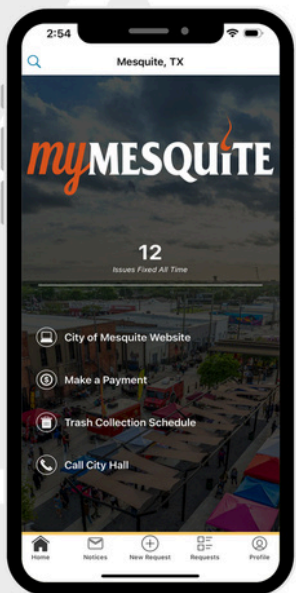 2:54
Mesquite, TX
myMESQUITE
12
Issues Fixed All Time
City of Mesquite Website
Make a Payment
Trash Collection Schedule
Call City Hall
Home Notices New Request Requests Profile